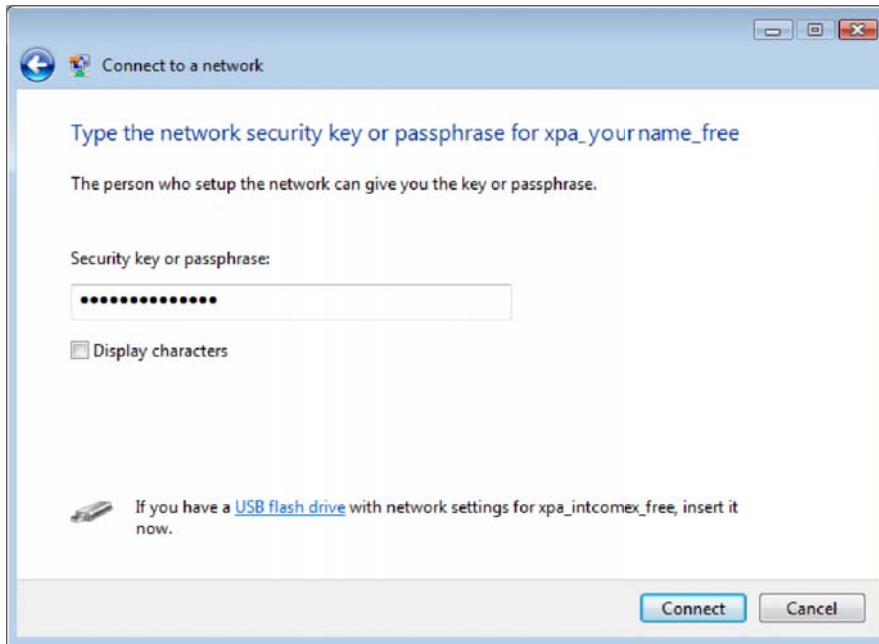 Connect to a network
Type the network security key or passphrase for xpa_yourname_free
The person who setup the network can give you the key or passphrase.
Security key or passphrase:
••••••••••••••
Display characters
If you have a USB flash drive with network settings for xpa_intcomex_free, insert it
now.
Connect Cancel